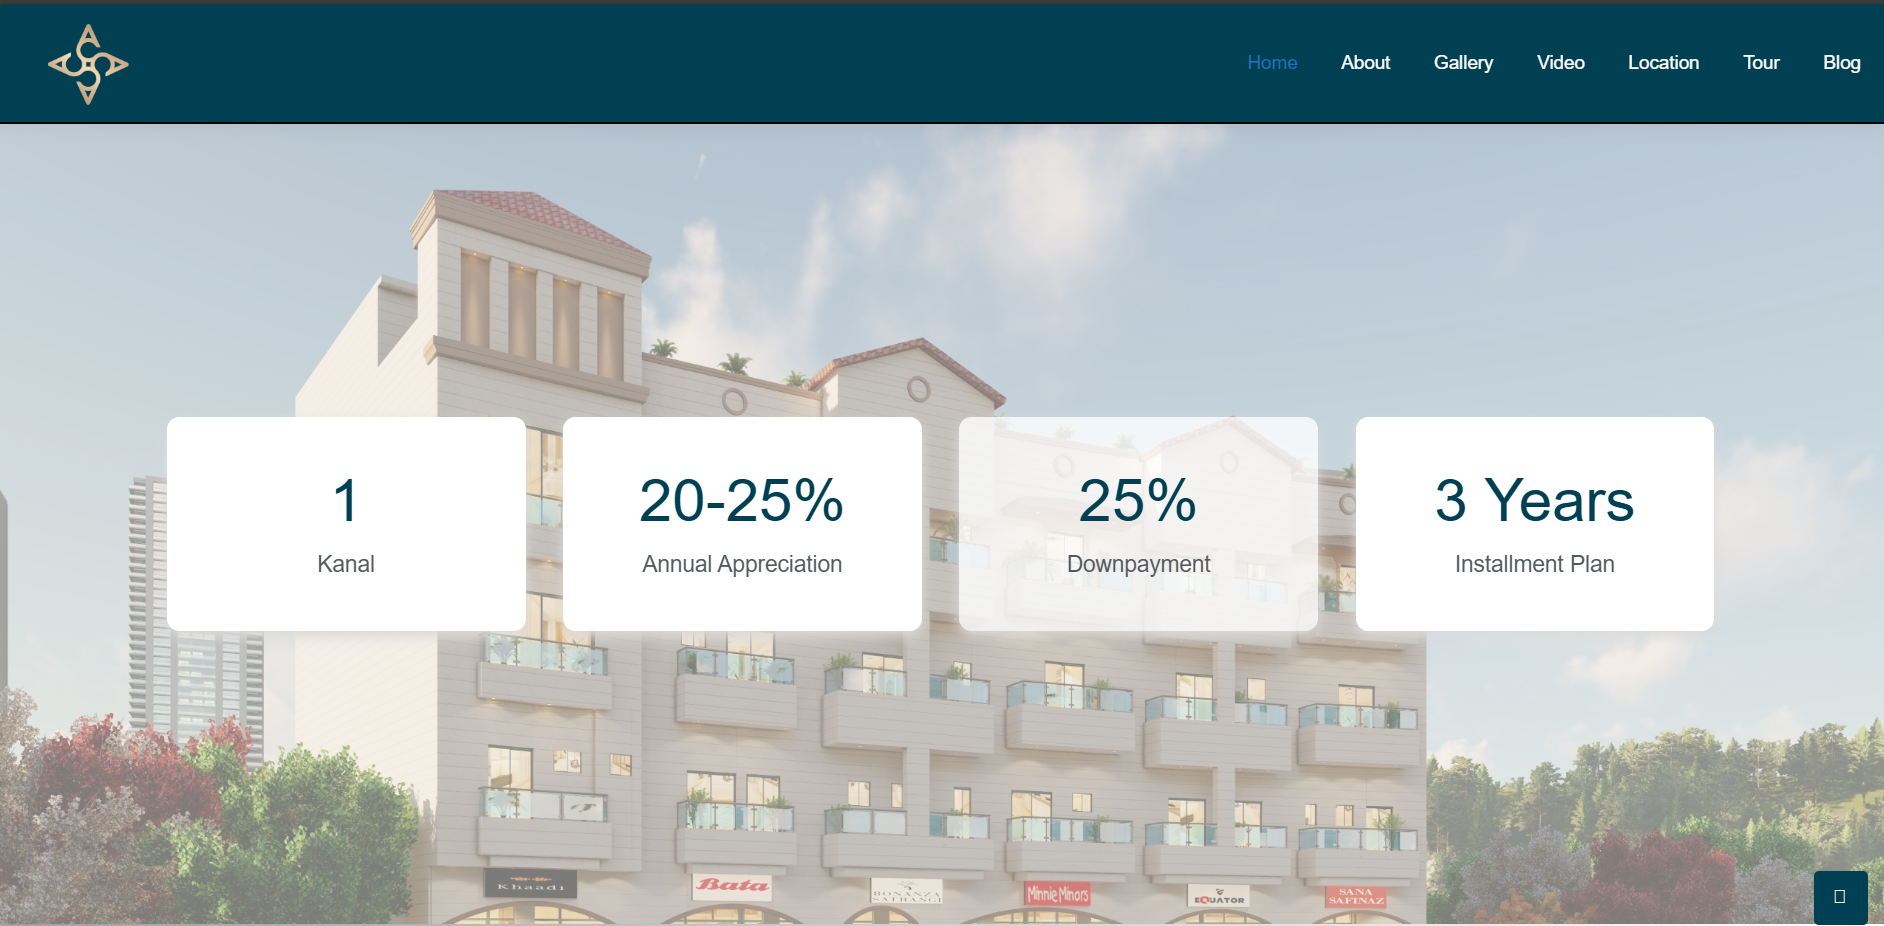 Home About Gallery Video Location Tour Blog
1
Kanal
20-25%
Annual Appreciation
25%
Downpayment
3 Years
Installment Plan
Khaadi
Bata
BONANZA
SATRANGI
Minnie Minors
EQUATOR
SANA
SAFINAZ